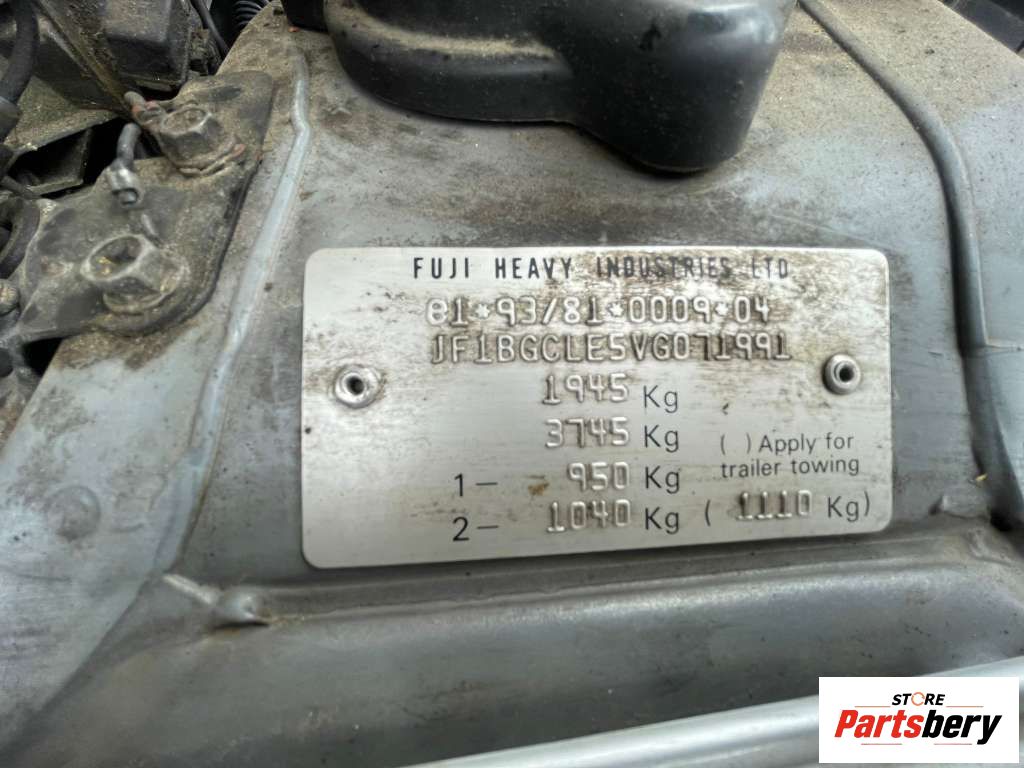 FUJI HEAVY INDUSTRIES LTD
e1*93/81*0009*04
JF1BGCLE5VG071991
1945 Kg
3745 Kg ( ) Apply for
trailer towing
1- 950 Kg
2- 1040 Kg ( 1110 Kg)
STORE
Partsbery